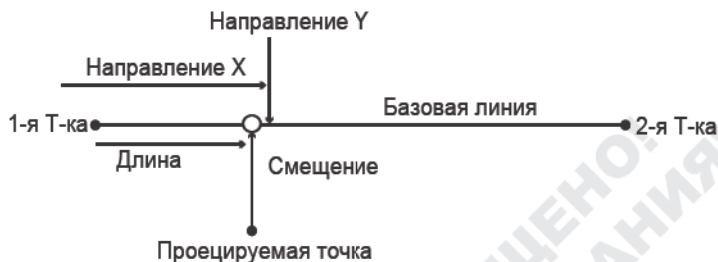 Направление Y
Направление X
Базовая линия
1-я Т-ка
2-я Т-ка
Длина
Смещение
Проецируемая точка